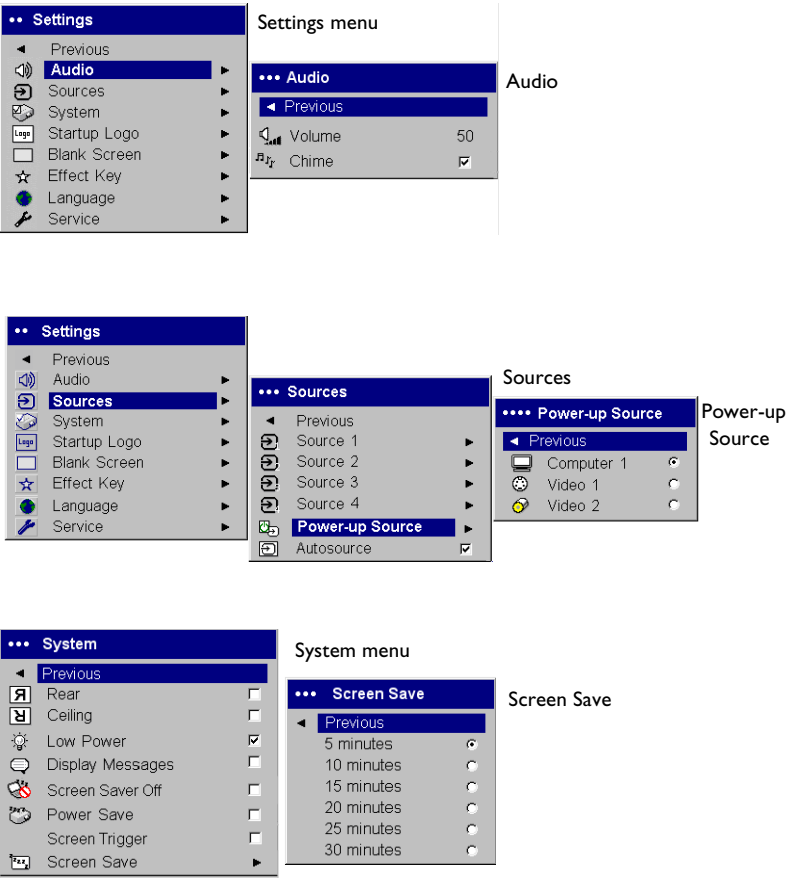 Settings
Previous
Audio
Sources
System
Logo Startup Logo
Blank Screen
Effect Key
Language
Service
Settings menu
Audio
Previous
Volume 50
Chime
Audio
Settings
Previous
Audio
Sources
System
Logo Startup Logo
Blank Screen
Effect Key
Language
Service
Sources
Previous
Source 1
Source 2
Source 3
Source 4
Power-up Source
Autosource
Sources
Power-up Source
Previous
Computer 1
Video 1
Video 2
Power-up
Source
System
Previous
Rear
Ceiling
Low Power
Display Messages
Screen Saver Off
Power Save
Screen Trigger
Screen Save
System menu
Screen Save
Previous
5 minutes
10 minutes
15 minutes
20 minutes
25 minutes
30 minutes
Screen Save